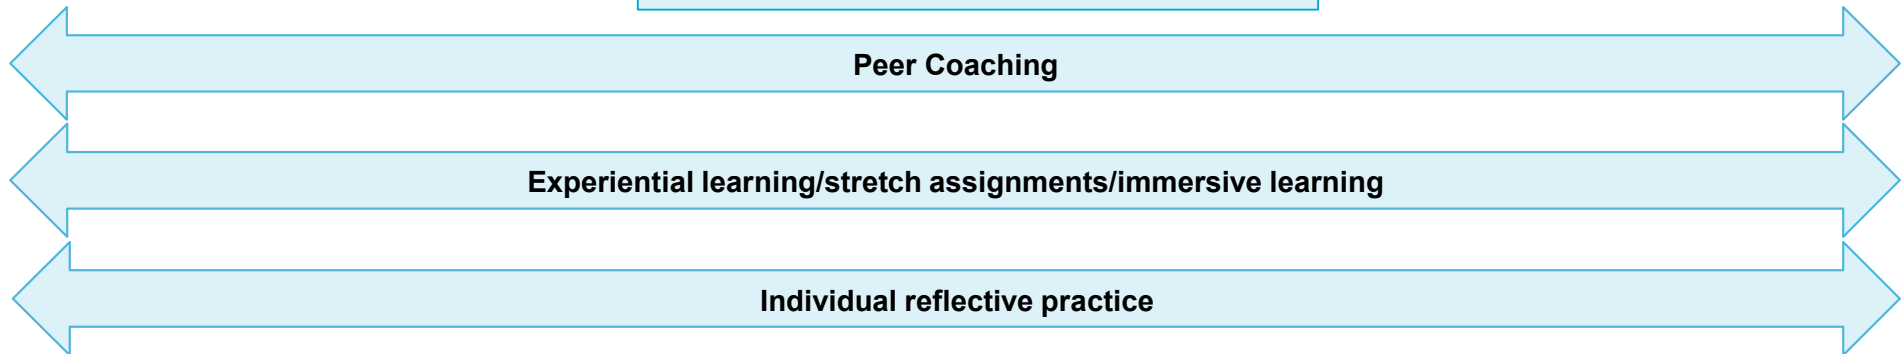 Peer Coaching
Experiential learning/stretch assignments/immersive learning
Individual reflective practice